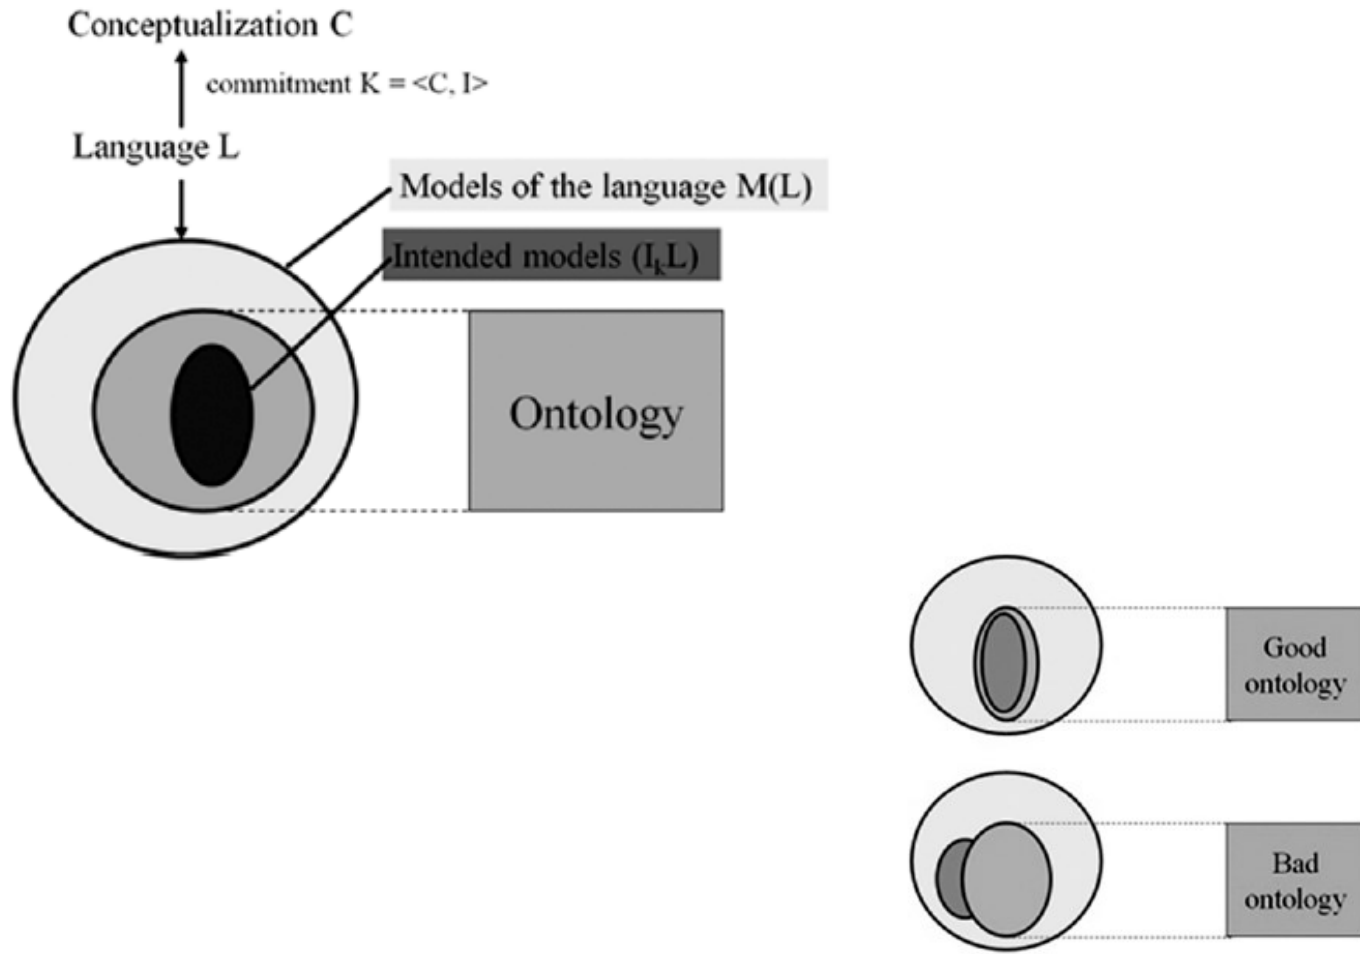 Conceptualization C
commitment K = <C, I>
Language L
Models of the language M(L)
Intended models (IkL)
Ontology
Good
ontology
Bad
ontology